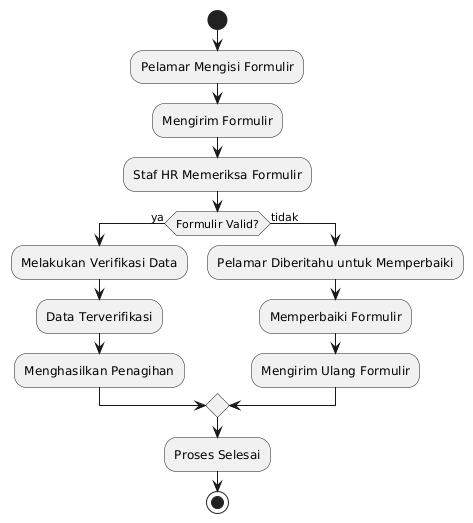 Pelamar Mengisi Formulir
Mengirim Formulir
Staf HR Memeriksa Formulir
Formulir Valid?
ya
tidak
Melakukan Verifikasi Data
Data Terverifikasi
Menghasilkan Penagihan
Pelamar Diberitahu untuk Memperbaiki
Memperbaiki Formulir
Mengirim Ulang Formulir
Proses Selesai